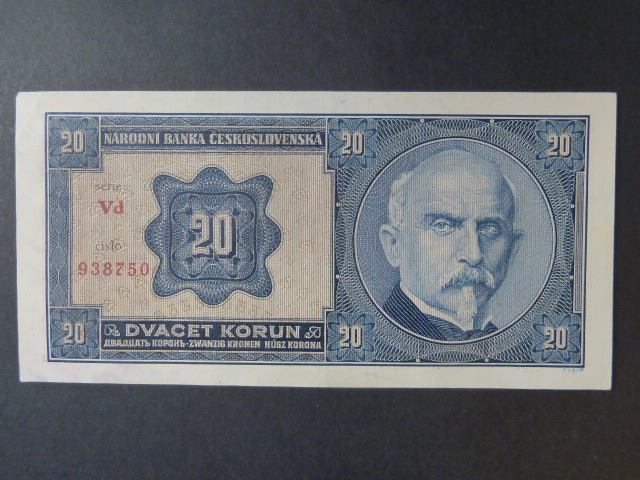 20
NÁRODNÍ BANKA ČESKOSLOVENSKÁ
20
20
serie
Vd
20
číslo
938750
20
DVACET KORUN
20
20
ДВАДЦАТЬ КОРОНЪ-ZWANZIG KRONEN HÚSZ KORONA